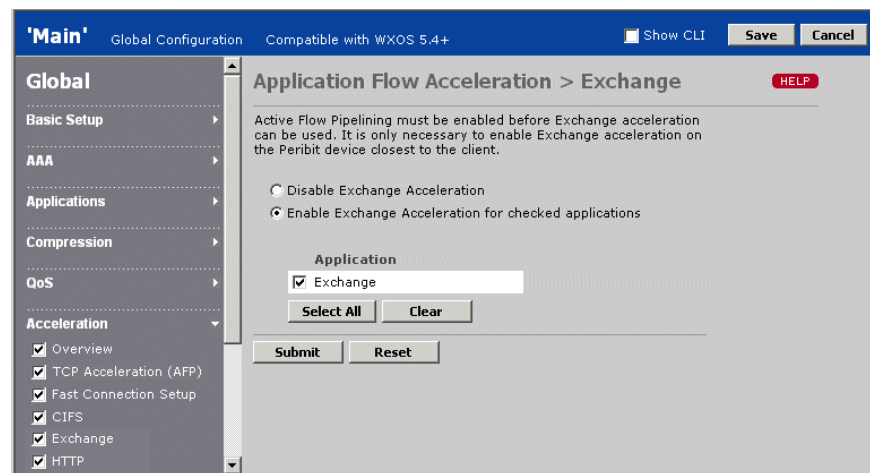 'Main' Global Configuration Compatible with WXOS 5.4+ Show CLI Save Cancel
Global
Basic Setup
AAA
Applications
Compression
QoS
Acceleration
Overview
TCP Acceleration (AFP)
Fast Connection Setup
CIFS
Exchange
HTTP
Application Flow Acceleration > Exchange HELP
Active Flow Pipelining must be enabled before Exchange acceleration
can be used. It is only necessary to enable Exchange acceleration on
the Peribit device closest to the client.
Disable Exchange Acceleration
Enable Exchange Acceleration for checked applications
Application
Exchange
Select All Clear
Submit Reset